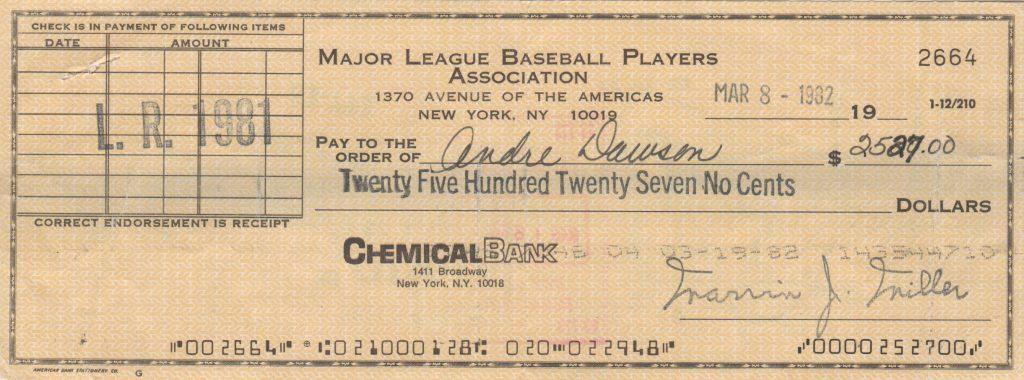 CHECK IS IN PAYMENT OF FOLLOWING ITEMS
DATE AMOUNT
L. R. 1981
CORRECT ENDORSEMENT IS RECEIPT
MAJOR LEAGUE BASEBALL PLAYERS
ASSOCIATION
1370 AVENUE OF THE AMERICAS
NEW YORK, NY 10019
2664
MAR 8 - 1982 19
1-12/210
PAY TO THE
ORDER OF Andre Dawson $ 2527.00
Twenty Five Hundred Twenty Seven No Cents
DOLLARS
CHEMICAL BANK
1411 Broadway
New York, N.Y. 10018
04 03-19-82 143544710
Marvin J. Miller
⑈002664⑈ ⑆021000128⑆ 020⑉022948⑈ ⑈0000252700⑈
AMERICAN BANK STATIONERY CO. G